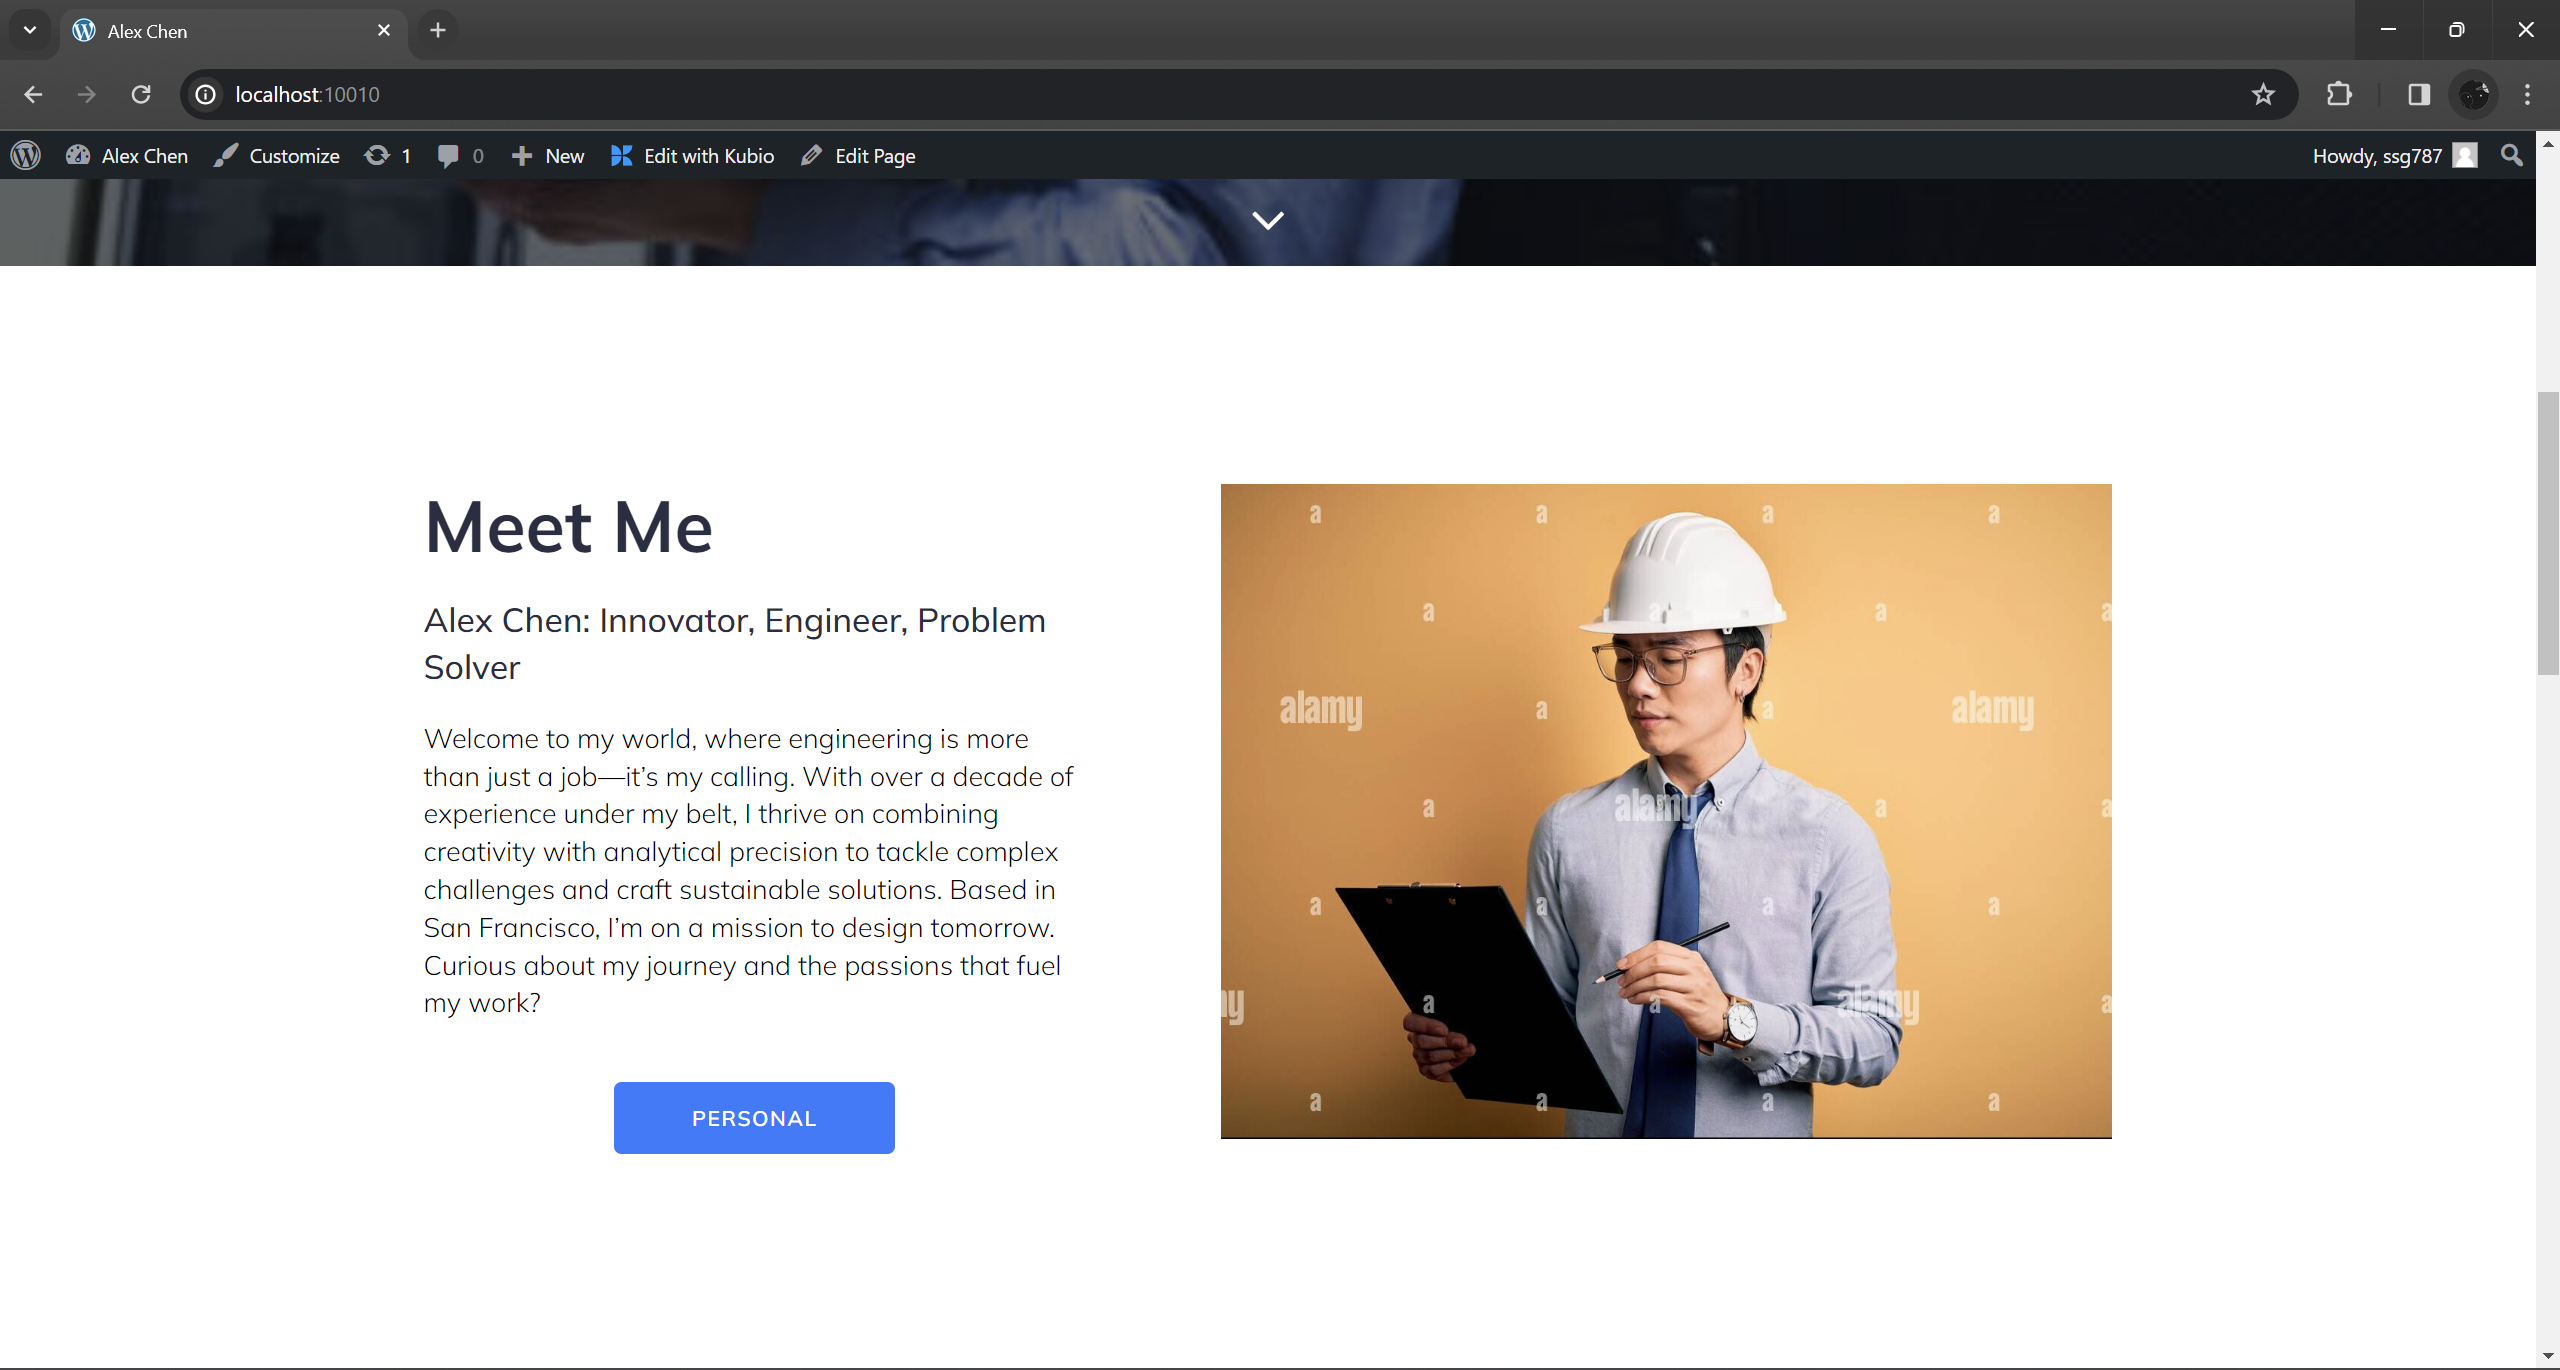 Alex Chen
localhost:10010
Alex Chen Customize 1 0 New Edit with Kubio Edit Page Howdy, ssg787
Meet Me
Alex Chen: Innovator, Engineer, Problem
Solver
Welcome to my world, where engineering is more
than just a job—it’s my calling. With over a decade of
experience under my belt, I thrive on combining
creativity with analytical precision to tackle complex
challenges and craft sustainable solutions. Based in
San Francisco, I’m on a mission to design tomorrow.
Curious about my journey and the passions that fuel
my work?
PERSONAL
a a a a
a a a a
alamy a a alamy
a alamy a a
a a a a
my a a alamy a
a a a a